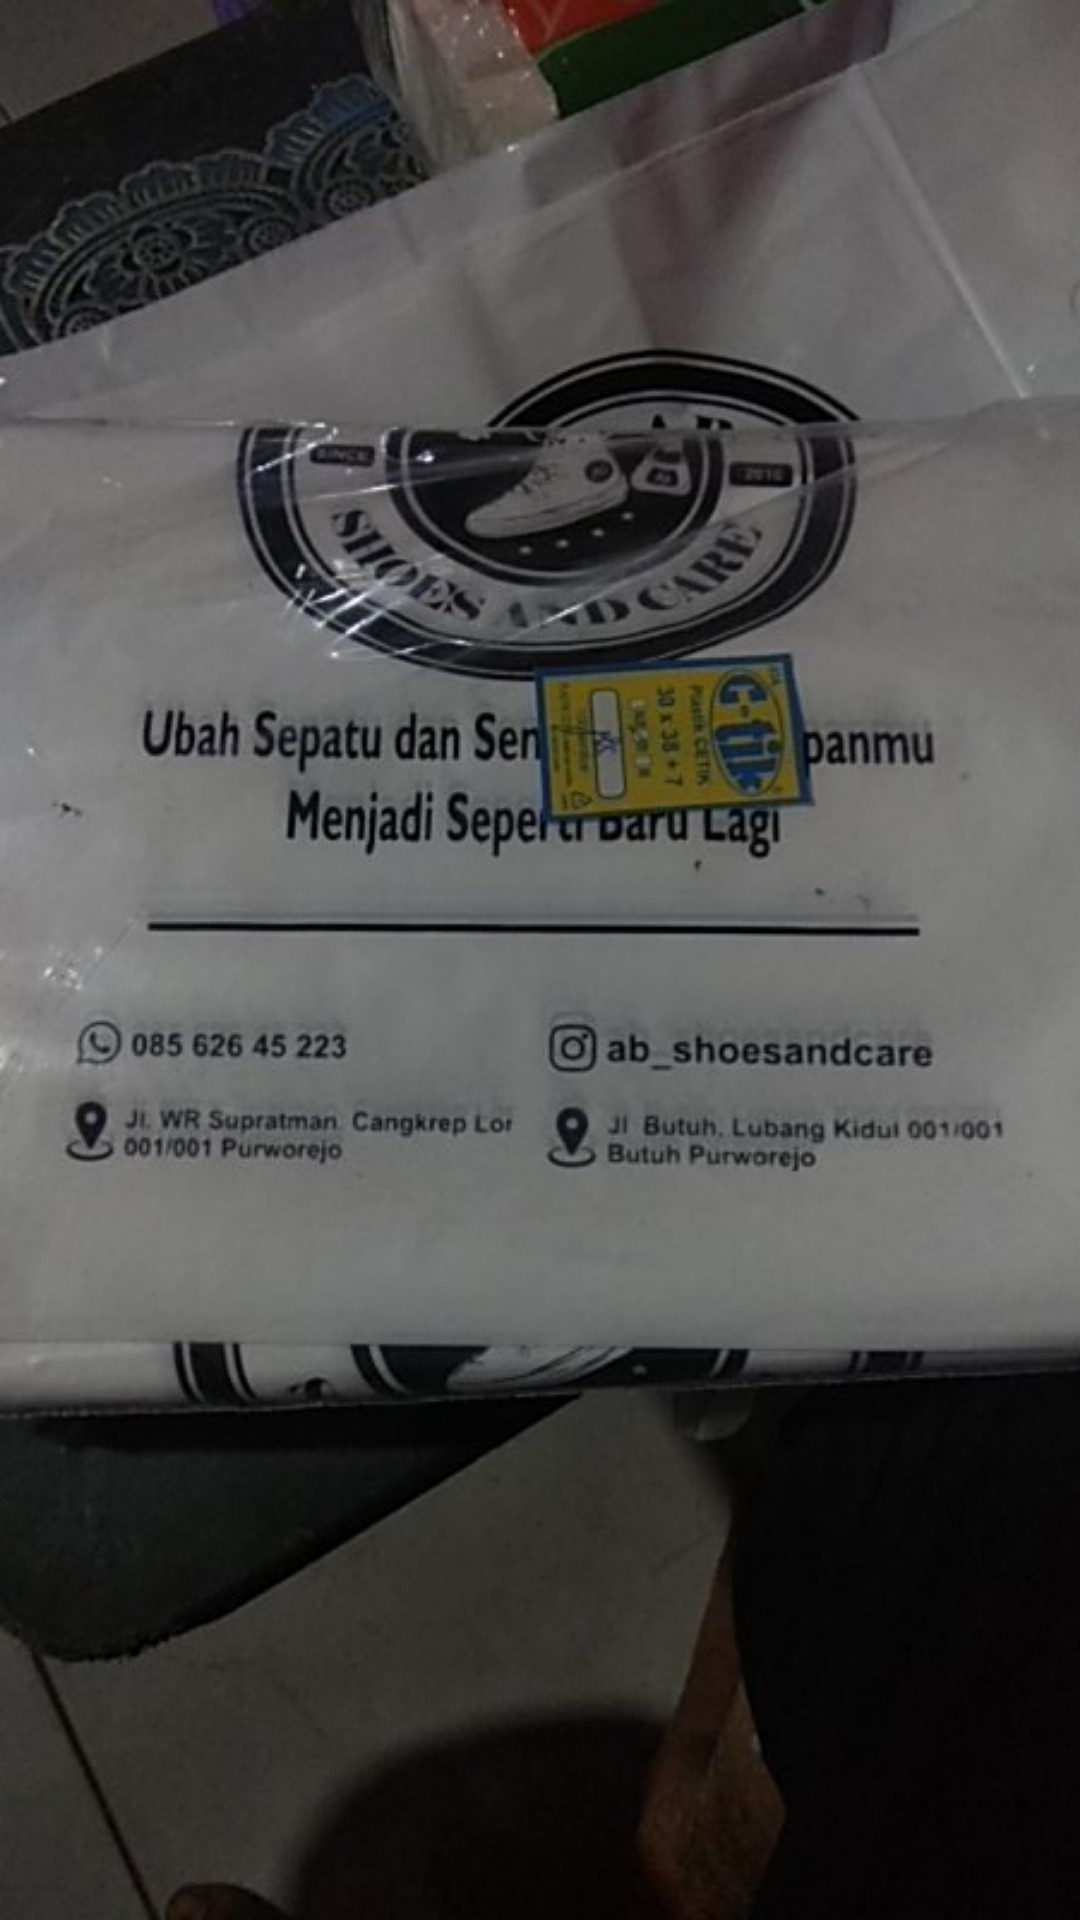 AB
SINCE
2016
SHOES AND CARE
Ubah Sepatu dan Sen panmu
Menjadi Seperti Baru Lagi
C-tik
Plastik CETIK
30 x 38 + 7
085 626 45 223
ab_shoesandcare
Jl. WR Supratman Cangkrep Lor
001/001 Purworejo
Jl Butuh, Lubang Kidul 001/001
Butuh Purworejo